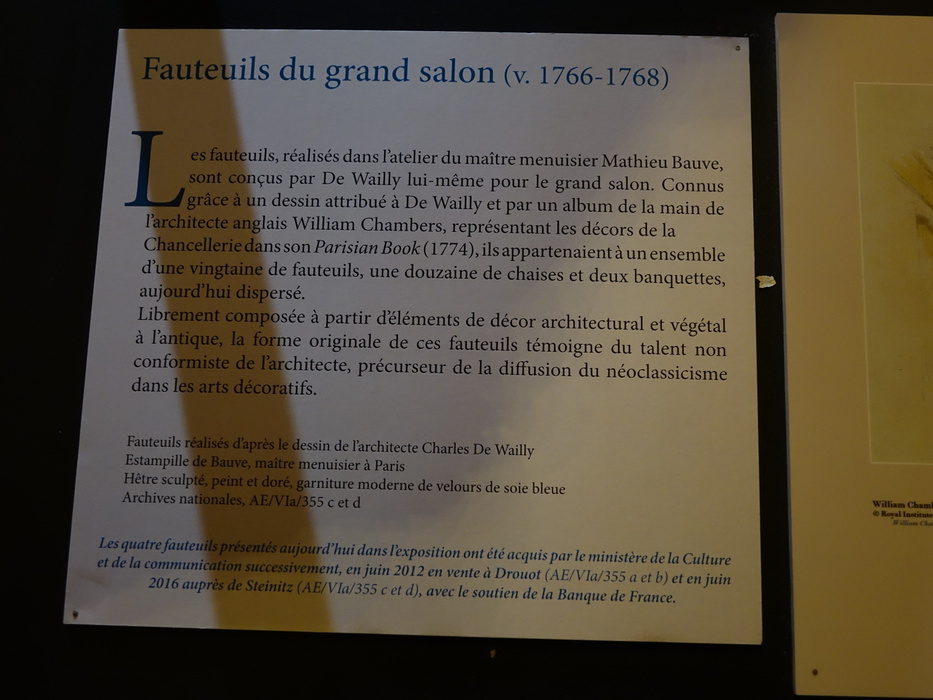 Fauteuils du grand salon (v. 1766-1768)
Les fauteuils, réalisés dans l'atelier du maître menuisier Mathieu Bauve,
sont conçus par De Wailly lui-même pour le grand salon. Connus
grâce à un dessin attribué à De Wailly et par un album de la main de
l'architecte anglais William Chambers, représentant les décors de la
Chancellerie dans son Parisian Book (1774), ils appartenaient à un ensemble
d'une vingtaine de fauteuils, une douzaine de chaises et deux banquettes,
aujourd'hui dispersé.
Librement composée à partir d'éléments de décor architectural et végétal
à l'antique, la forme originale de ces fauteuils témoigne du talent non
conformiste de l'architecte, précurseur de la diffusion du néoclassicisme
dans les arts décoratifs.
Fauteuils réalisés d'après le dessin de l'architecte Charles De Wailly
Estampille de Bauve, maître menuisier à Paris
Hêtre sculpté, peint et doré, garniture moderne de velours de soie bleue
Archives nationales, AE/VIa/355 c et d
Les quatre fauteuils présentés aujourd'hui dans l'exposition ont été acquis par le ministère de la Culture
et de la communication successivement, en juin 2012 en vente à Drouot (AE/VIa/355 a et b) et en juin
2016 auprès de Steinitz (AE/VIa/355 c et d), avec le soutien de la Banque de France.
William Chamb
© Royal Institute
William Cha